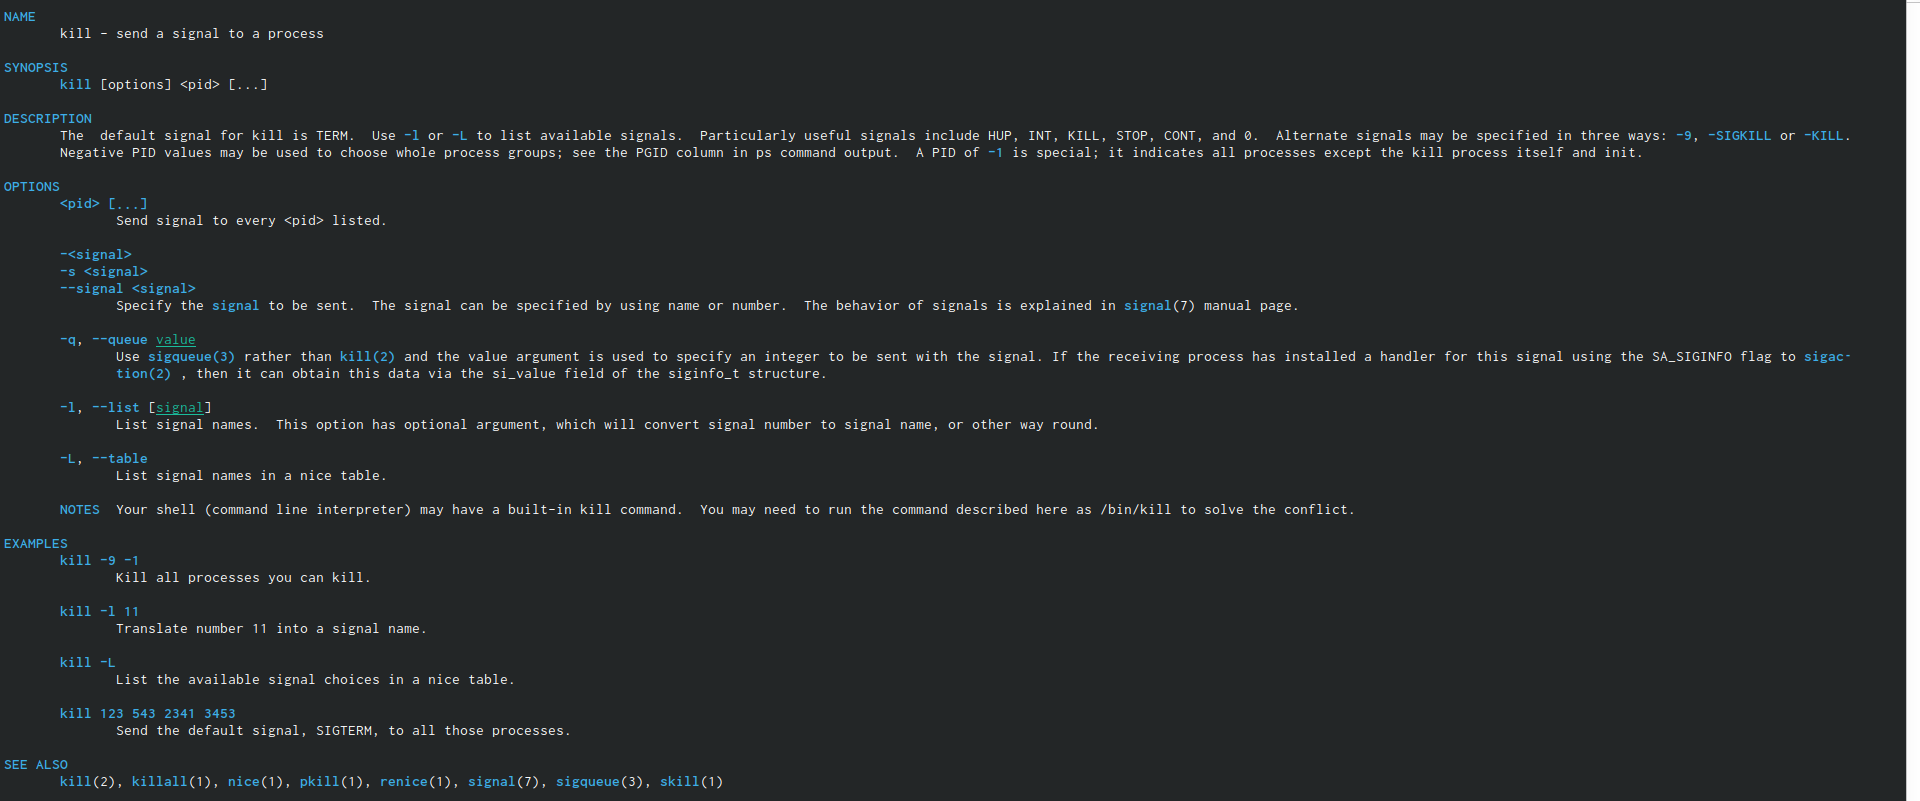 NAME
kill - send a signal to a process
SYNOPSIS
kill [options] <pid> [...]
DESCRIPTION
The  default signal for kill is TERM.  Use -l or -L to list available signals.  Particularly useful signals include HUP, INT, KILL, STOP, CONT, and 0.  Alternate signals may be specified in three ways: -9, -SIGKILL or -KILL.
Negative PID values may be used to choose whole process groups; see the PGID column in ps command output.  A PID of -1 is special; it indicates all processes except the kill process itself and init.
OPTIONS
<pid> [...]
Send signal to every <pid> listed.
-<signal>
-s <signal>
--signal <signal>
Specify the signal to be sent.  The signal can be specified by using name or number.  The behavior of signals is explained in signal(7) manual page.
-q, --queue value
Use sigqueue(3) rather than kill(2) and the value argument is used to specify an integer to be sent with the signal. If the receiving process has installed a handler for this signal using the SA_SIGINFO flag to sigac-
tion(2) , then it can obtain this data via the si_value field of the siginfo_t structure.
-l, --list [signal]
List signal names.  This option has optional argument, which will convert signal number to signal name, or other way round.
-L, --table
List signal names in a nice table.
NOTES  Your shell (command line interpreter) may have a built-in kill command.  You may need to run the command described here as /bin/kill to solve the conflict.
EXAMPLES
kill -9 -1
Kill all processes you can kill.
kill -l 11
Translate number 11 into a signal name.
kill -L
List the available signal choices in a nice table.
kill 123 543 2341 3453
Send the default signal, SIGTERM, to all those processes.
SEE ALSO
kill(2), killall(1), nice(1), pkill(1), renice(1), signal(7), sigqueue(3), skill(1)